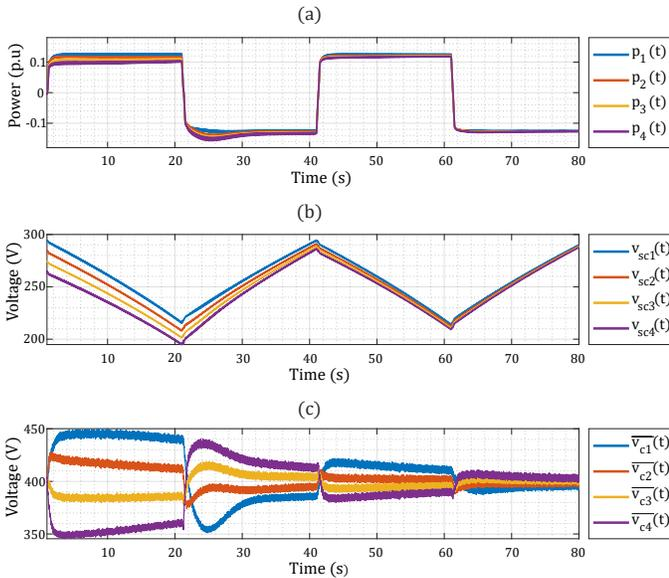 (a)
Power (p.u)
0.1
0
-0.1
10 20 30 40 50 60 70 80
Time (s)
p1(t)
p2(t)
p3(t)
p4(t)
(b)
Voltage (V)
300
250
200
10 20 30 40 50 60 70 80
Time (s)
vsc1(t)
vsc2(t)
vsc3(t)
vsc4(t)
(c)
Voltage (V)
450
400
350
10 20 30 40 50 60 70 80
Time (s)
vc1(t)
vc2(t)
vc3(t)
vc4(t)